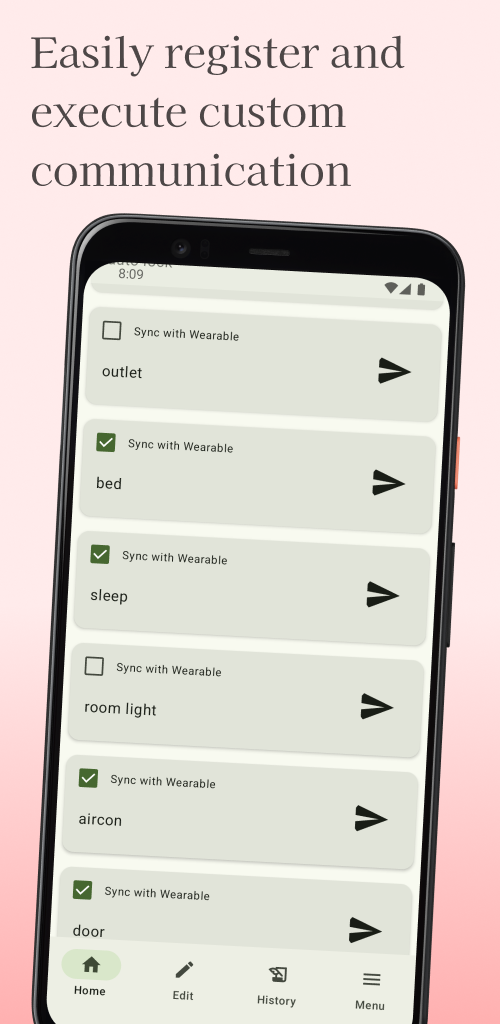 Easily register and
execute custom
communication
8:09
Sync with Wearable
outlet
Sync with Wearable
bed
Sync with Wearable
sleep
Sync with Wearable
room light
Sync with Wearable
aircon
Sync with Wearable
door
Home
Edit
History
Menu